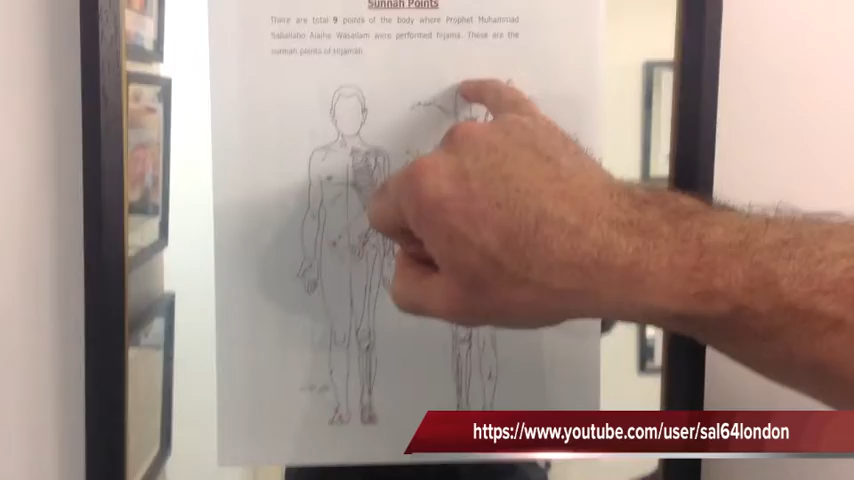 Sunnah Points
There are total 9 points of the body where Prophet Muhammad
Sallallaho Alaihe Wasallam were performed hijama. These are the
sunnah points of Hijamah
https://www.youtube.com/user/sal64london